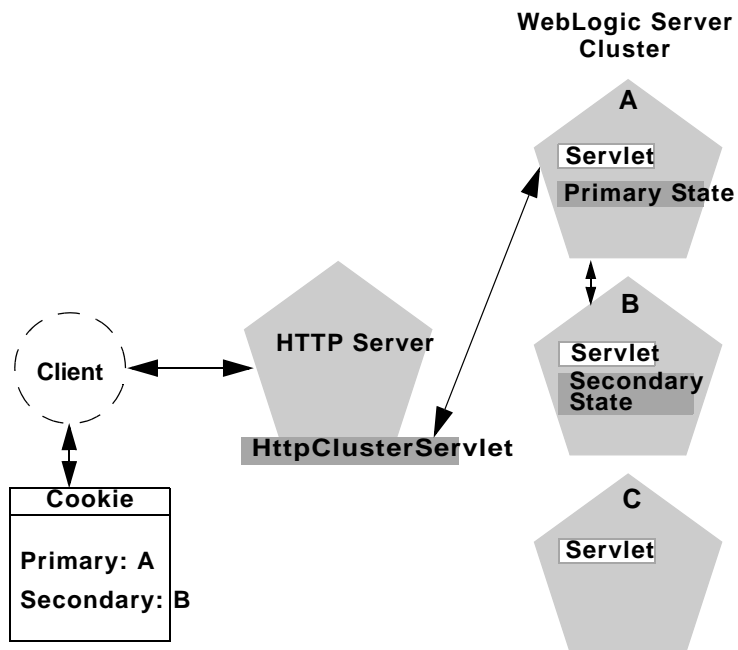 WebLogic Server
Cluster
A
Servlet
Primary State
B
Servlet
Secondary
State
C
Servlet
HTTP Server
HttpClusterServlet
Client
Cookie
Primary: A
Secondary: B